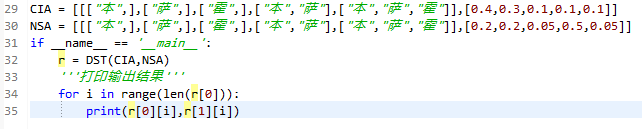 29 CIA = [[["本",],["萨",],["霍",],["本","萨"],["本","萨","霍"]],[0.4,0.3,0.1,0.1,0.1]]
30 NSA = [[["本",],["萨",],["霍",],["本","萨"],["本","萨","霍"]],[0.2,0.2,0.05,0.5,0.05]]
31 if __name__ == '__main__':
32     r = DST(CIA,NSA)
33     '''打印输出结果'''
34     for i in range(len(r[0])):
35         print(r[0][i],r[1][i])